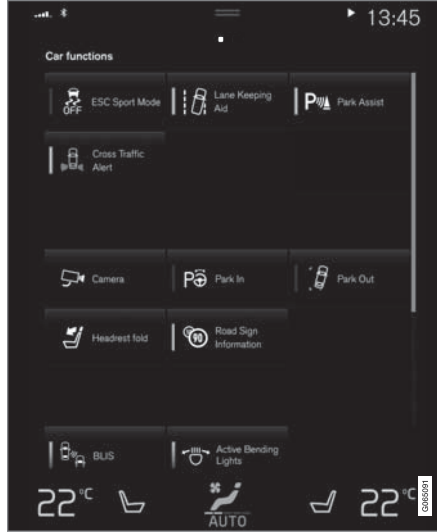 13:45
Car functions
OFF
ESC Sport Mode
Lane Keeping
Aid
P
Park Assist
Cross Traffic
Alert
Camera
P
Park In
Park Out
Headrest fold
90
Road Sign
Information
BLIS
Active Bending
Lights
22°C
AUTO
22°C
G065091